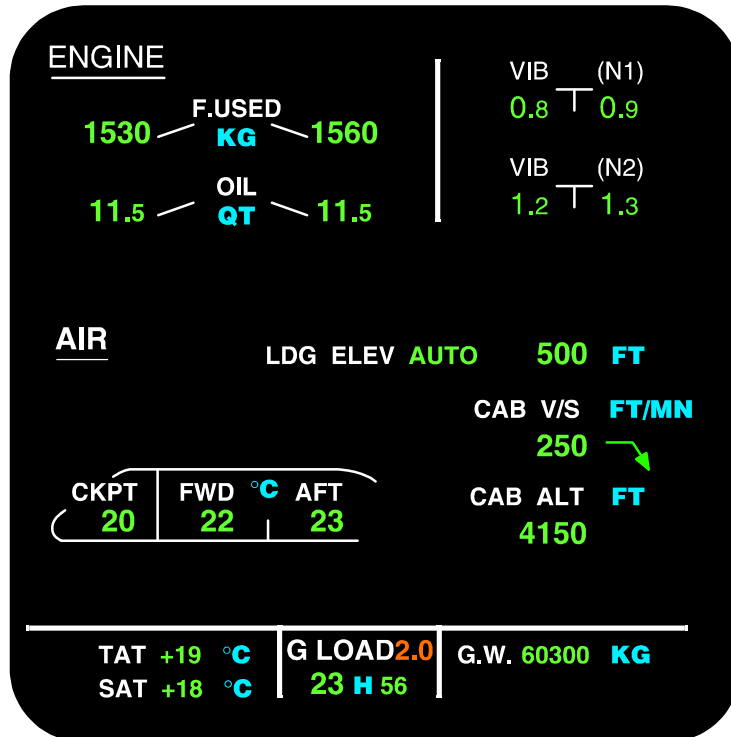 ENGINE
F.USED
1530 KG 1560
OIL
11.5 QT 11.5
VIB (N1)
0.8 0.9
VIB (N2)
1.2 1.3
AIR
LDG ELEV AUTO 500 FT
CAB V/S FT/MN
250
CAB ALT FT
4150
CKPT FWD °C AFT
20 22 23
TAT +19 °C
SAT +18 °C
G LOAD2.0
23 H 56
G.W. 60300 KG